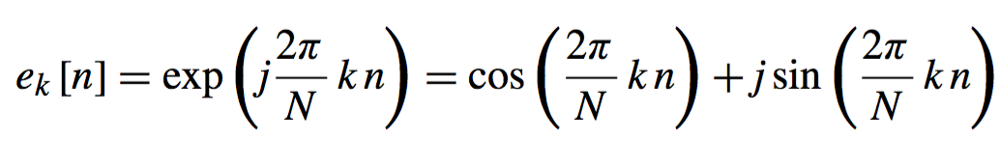 e_k [n] = exp (j 2π/N k n) = cos (2π/N k n) + j sin (2π/N k n)